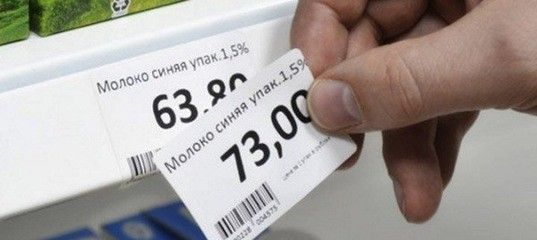 Молоко синяя упак.1,5%
63.80
Молоко синяя упак.1,5%
73,00